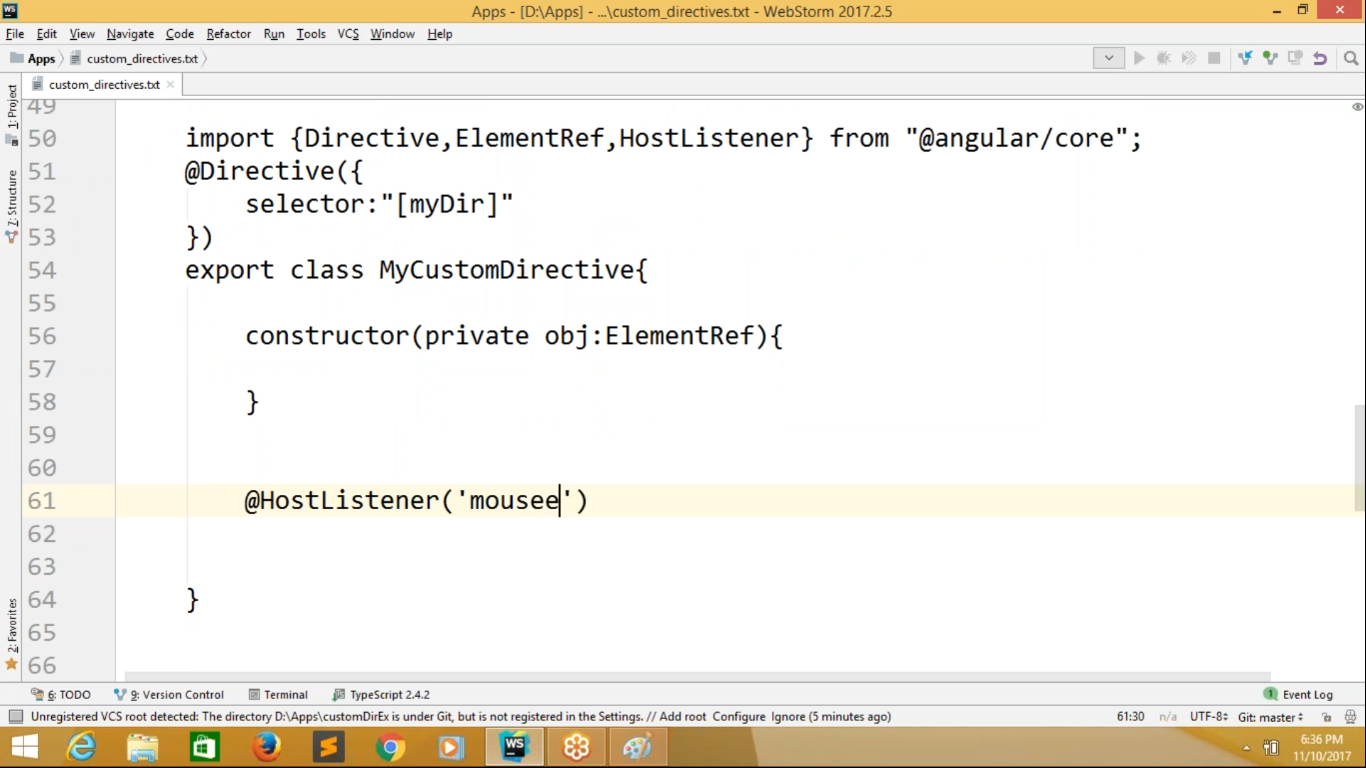 WS Apps - [D:\Apps] - ...\custom_directives.txt - WebStorm 2017.2.5
File Edit View Navigate Code Refactor Run Tools VCS Window Help
Apps custom_directives.txt
custom_directives.txt
1: Project
7: Structure
2: Favorites
49
50 import {Directive,ElementRef,HostListener} from "@angular/core";
51 @Directive({
52 selector:"[myDir]"
53 })
54 export class MyCustomDirective{
55
56 constructor(private obj:ElementRef){
57
58 }
59
60
61 @HostListener('mousee')
62
63
64 }
65
66
6: TODO 9: Version Control Terminal TypeScript 2.4.2 1 Event Log
Unregistered VCS root detected: The directory D:\Apps\customDirEx is under Git, but is not registered in the Settings. // Add root Configure Ignore (5 minutes ago) 61:30 n/a UTF-8 Git: master
WS
6:36 PM
11/10/2017